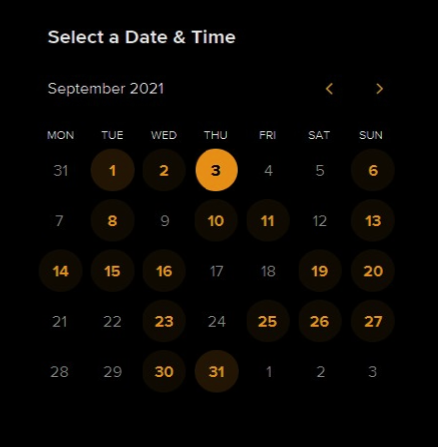 Select a Date & Time
September 2021
MON TUE WED THU FRI SAT SUN
31 1 2 3 4 5 6
7 8 9 10 11 12 13
14 15 16 17 18 19 20
21 22 23 24 25 26 27
28 29 30 31 1 2 3